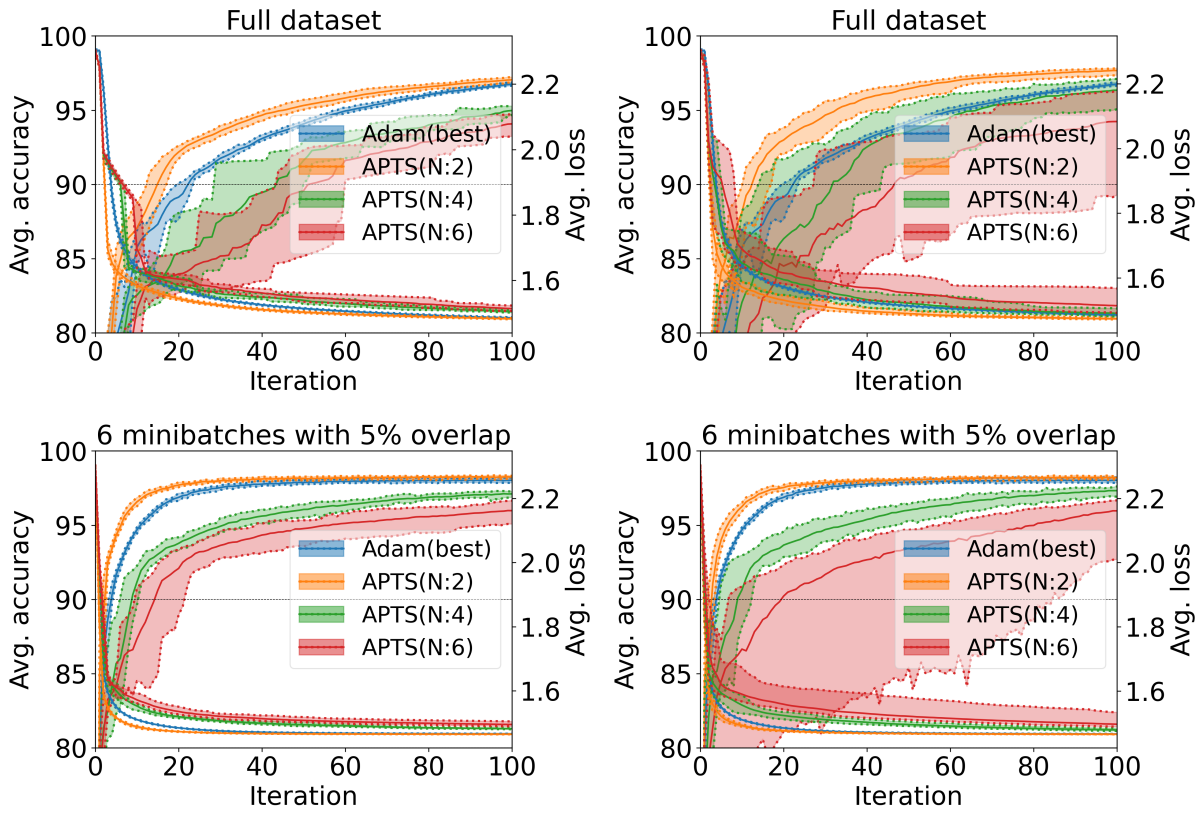 Full dataset
100
95
90
85
80
Avg. accuracy
2.2
2.0
1.8
1.6
Avg. loss
Adam(best)
APTS(N:2)
APTS(N:4)
APTS(N:6)
0 20 40 60 80 100
Iteration
Full dataset
100
95
90
85
80
Avg. accuracy
2.2
2.0
1.8
1.6
Avg. loss
Adam(best)
APTS(N:2)
APTS(N:4)
APTS(N:6)
0 20 40 60 80 100
Iteration
6 minibatches with 5% overlap
100
95
90
85
80
Avg. accuracy
2.2
2.0
1.8
1.6
Avg. loss
Adam(best)
APTS(N:2)
APTS(N:4)
APTS(N:6)
0 20 40 60 80 100
Iteration
6 minibatches with 5% overlap
100
95
90
85
80
Avg. accuracy
2.2
2.0
1.8
1.6
Avg. loss
Adam(best)
APTS(N:2)
APTS(N:4)
APTS(N:6)
0 20 40 60 80 100
Iteration